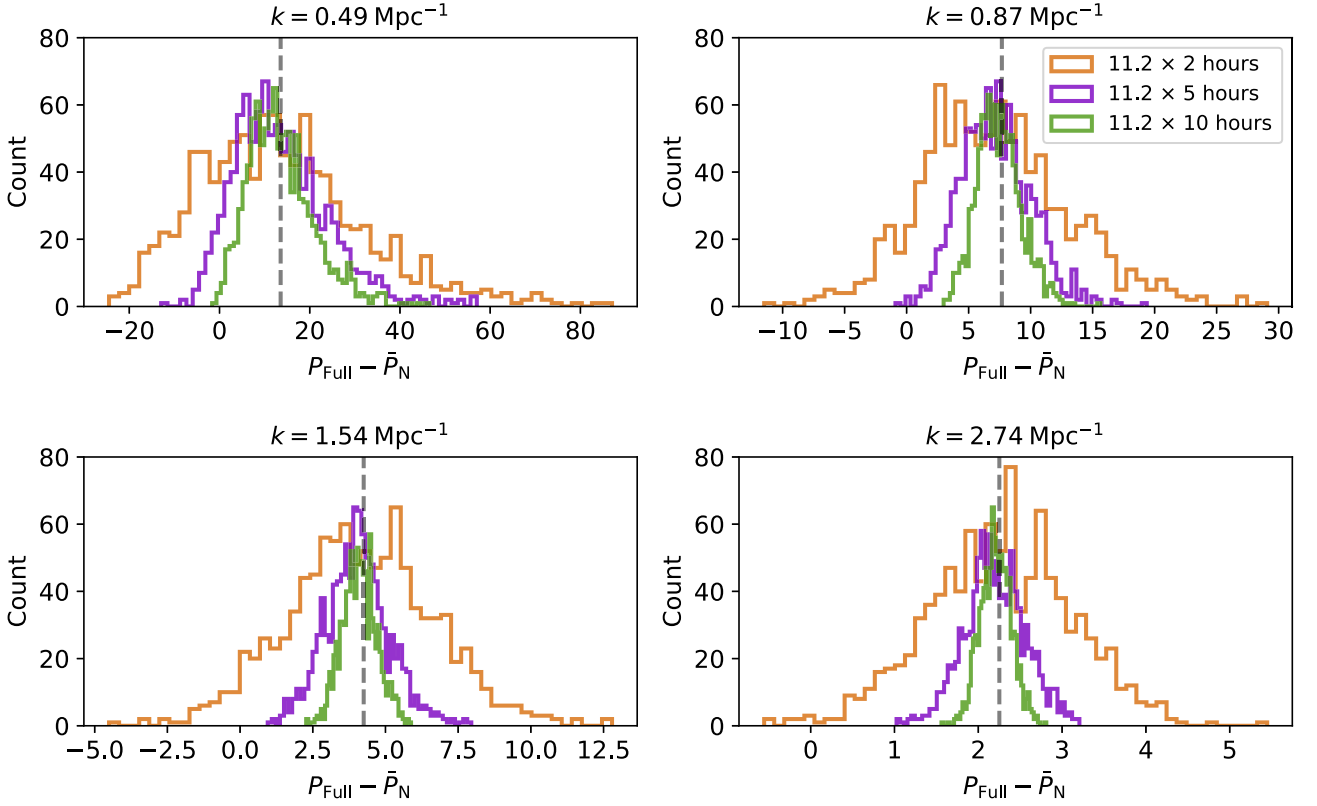 k = 0.49 Mpc⁻¹
80
60
40
20
0
Count
−20 0 20 40 60 80
P_Full − P̄_N
k = 0.87 Mpc⁻¹
11.2 × 2 hours
11.2 × 5 hours
11.2 × 10 hours
80
60
40
20
0
Count
−10 −5 0 5 10 15 20 25 30
P_Full − P̄_N
k = 1.54 Mpc⁻¹
80
60
40
20
0
Count
−5.0 −2.5 0.0 2.5 5.0 7.5 10.0 12.5
P_Full − P̄_N
k = 2.74 Mpc⁻¹
80
60
40
20
0
Count
0 1 2 3 4 5
P_Full − P̄_N